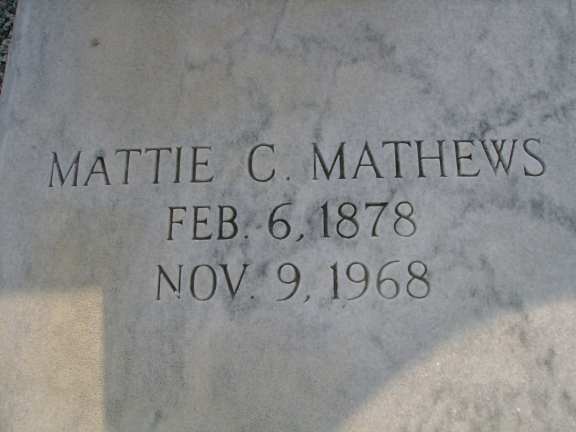 MATTIE C. MATHEWS
FEB. 6, 1878
NOV. 9, 1968